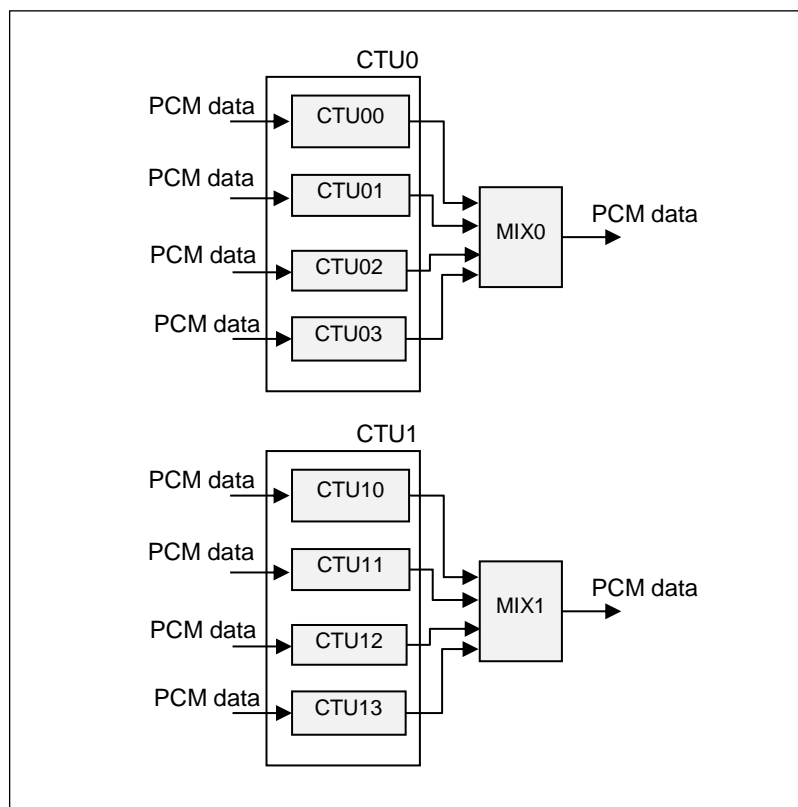 CTU0
PCM data
CTU00
PCM data
CTU01
MIX0
PCM data
PCM data
CTU02
PCM data
CTU03
CTU1
PCM data
CTU10
PCM data
CTU11
MIX1
PCM data
PCM data
CTU12
PCM data
CTU13